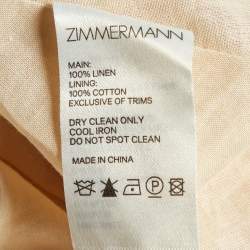 ZIMMERMANN
MAIN:
100% LINEN
LINING:
100% COTTON
EXCLUSIVE OF TRIMS
DRY CLEAN ONLY
COOL IRON
DO NOT SPOT CLEAN
MADE IN CHINA
P